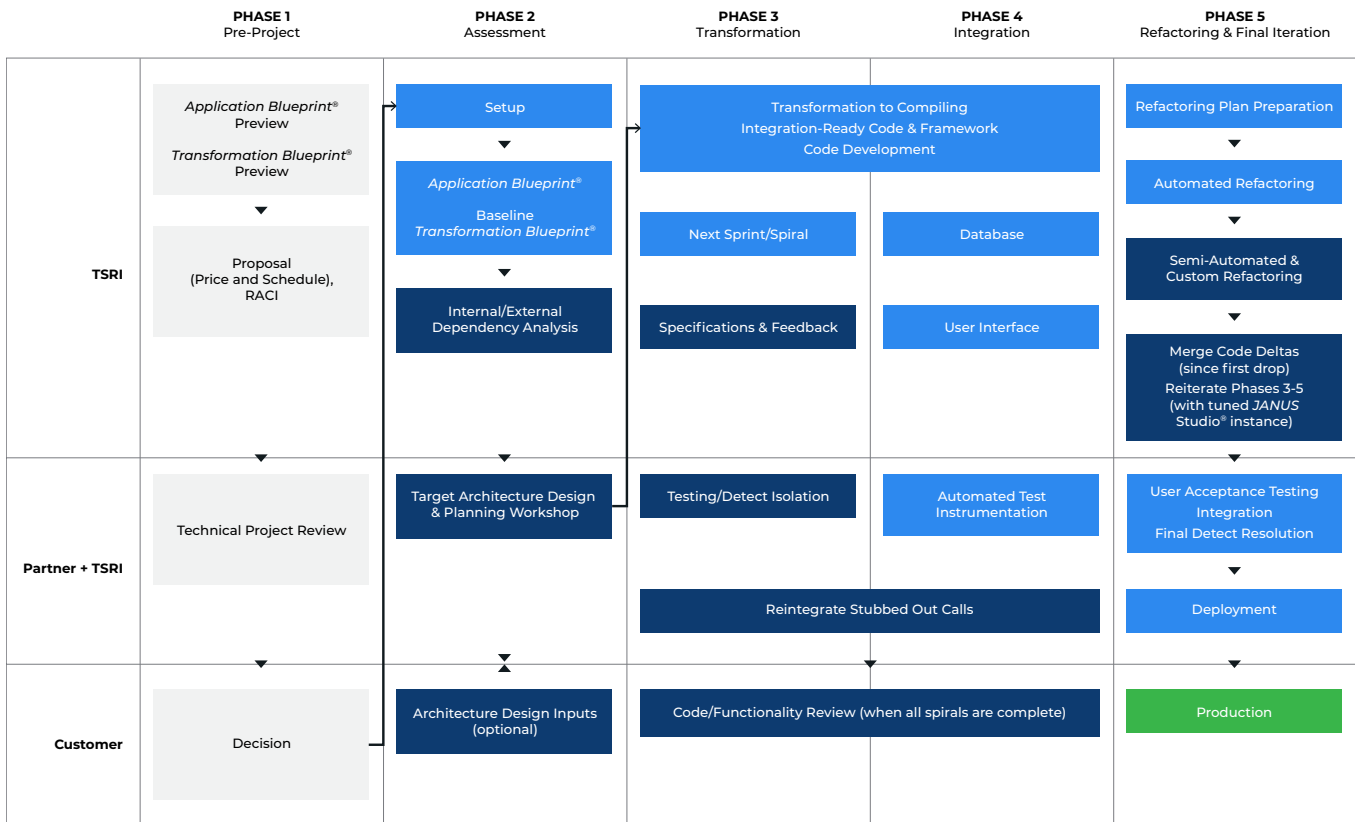 PHASE 1
Pre-Project
PHASE 2
Assessment
PHASE 3
Transformation
PHASE 4
Integration
PHASE 5
Refactoring & Final Iteration
TSRI
Application Blueprint®
Preview
Transformation Blueprint®
Preview
Proposal
(Price and Schedule),
RACI
Setup
Application Blueprint®
Baseline
Transformation Blueprint®
Internal/External
Dependency Analysis
Transformation to Compiling
Integration-Ready Code & Framework
Code Development
Next Sprint/Spiral
Database
Specifications & Feedback
User Interface
Refactoring Plan Preparation
Automated Refactoring
Semi-Automated &
Custom Refactoring
Merge Code Deltas
(since first drop)
Reiterate Phases 3-5
(with tuned JANUS
Studio® instance)
Partner + TSRI
Technical Project Review
Target Architecture Design
& Planning Workshop
Testing/Detect Isolation
Automated Test
Instrumentation
Reintegrate Stubbed Out Calls
User Acceptance Testing
Integration
Final Detect Resolution
Deployment
Customer
Decision
Architecture Design Inputs
(optional)
Code/Functionality Review (when all spirals are complete)
Production